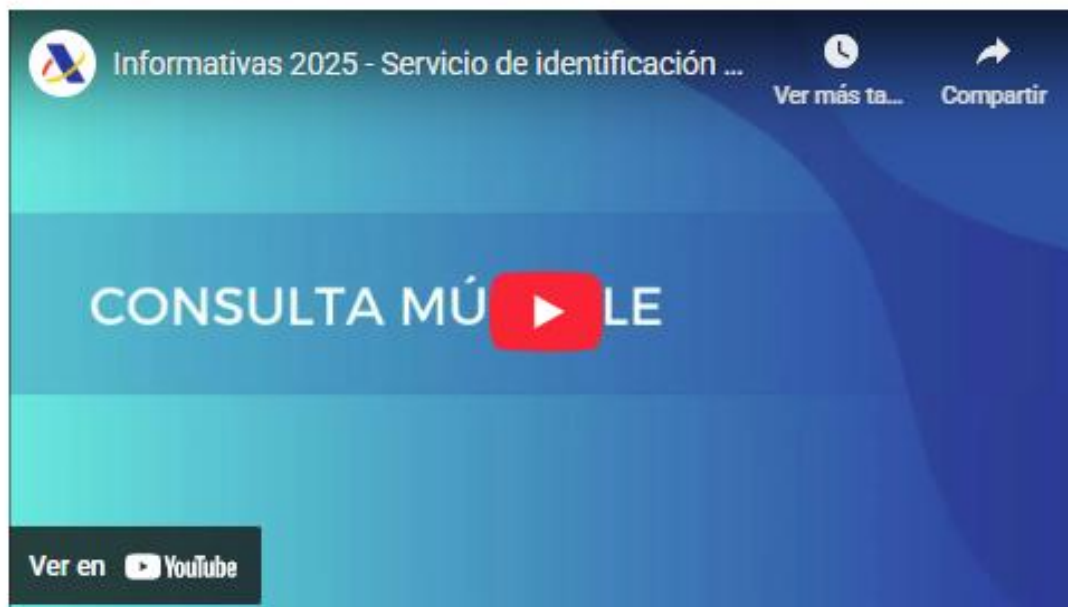 Informativas 2025 - Servicio de identificación ...
Ver más ta...
Compartir
CONSULTA MÚ LE
Ver en YouTube